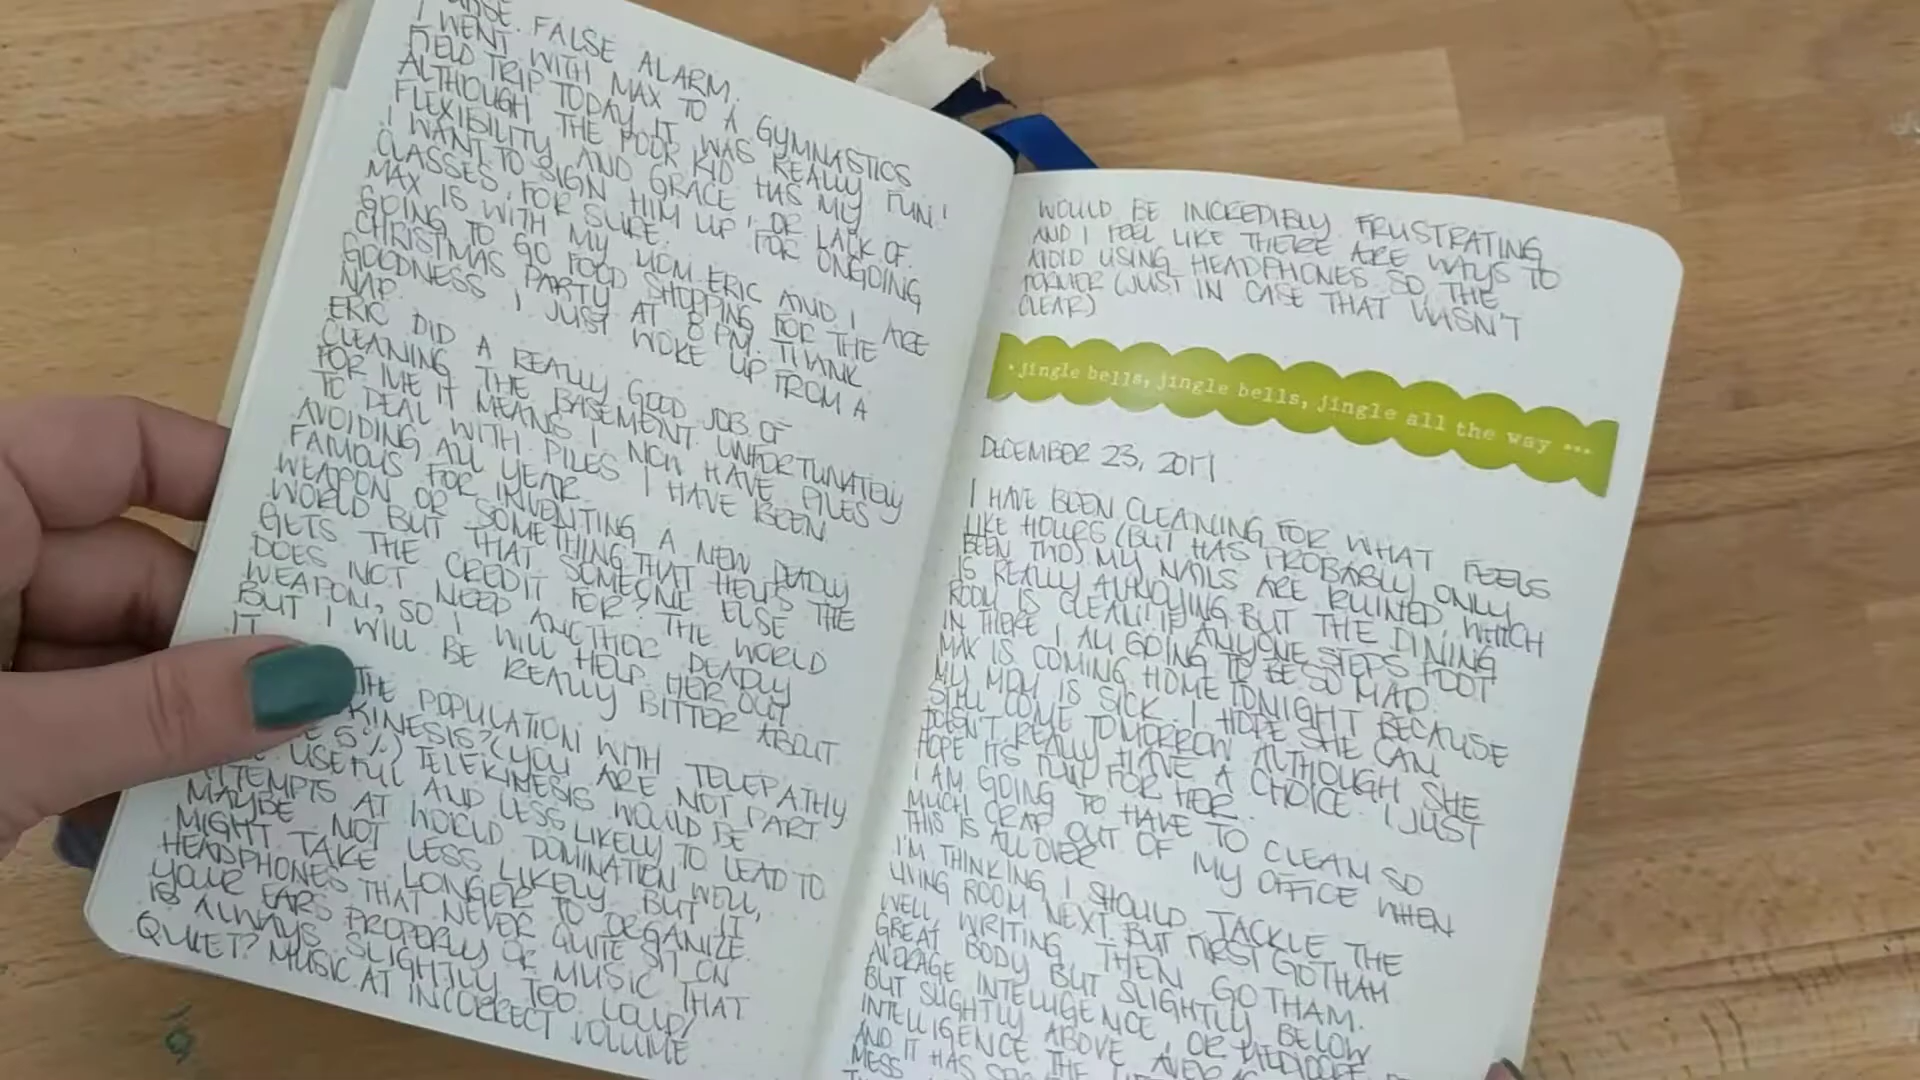 FALSE ALARM
I WENT WITH MAX TO A GYMNASTICS
FIELD TRIP TODAY. IT WAS REALLY FUN!
ALTHOUGH THE POOR KID HAS MY
FLEXIBILITY AND GRACE, OR LACK OF.
I WANT TO SIGN HIM UP FOR ONGOING
CLASSES, FOR SURE.
MAX IS WITH MY MOM. ERIC AND I ARE
GOING TO GO FOOD SHOPPING FOR THE
CHRISTMAS PARTY AT 8 PM. THANK
GOODNESS I JUST WOKE UP FROM A
NAP.
ERIC DID A REALLY GOOD JOB OF
CLEANING THE BASEMENT. UNFORTUNATELY
FOR ME IT MEANS I NOW HAVE PILES
TO DEAL WITH. PILES I HAVE BEEN
AVOIDING ALL YEAR.
FAMOUS FOR INVENTING A NEW DEADLY
WEAPON OR SOMETHING THAT HELPS THE
WORLD BUT THAT SOMEONE ELSE
GETS THE CREDIT FOR? THE WORLD
DOES NOT NEED ANOTHER DEADLY
WEAPON, SO I WILL HELP HER OUT
BUT I WILL BE REALLY BITTER ABOUT
IT.
THE POPULATION WITH TELEPATHY
KINESIS? (YOU ARE NOT PART
5%) TELEKINESIS WOULD BE
USEFUL AND LESS LIKELY TO LEAD TO
ATTEMPTS AT WORLD DOMINATION. WELL,
MAYBE NOT LESS LIKELY BUT IT
MIGHT TAKE LONGER TO ORGANIZE.
HEADPHONES THAT NEVER QUITE SIT ON
YOUR EARS PROPERLY OR MUSIC THAT
IS ALWAYS SLIGHTLY TOO LOUD/
QUIET? MUSIC AT INCORRECT VOLUME
WOULD BE INCREDIBLY FRUSTRATING
AND I FEEL LIKE THERE ARE WAYS TO
AVOID USING HEADPHONES SO THE
FORMER (JUST IN CASE THAT WASN'T
CLEAR)
• jingle bells, jingle bells, jingle all the way •••
DECEMBER 23, 2017
I HAVE BEEN CLEANING FOR WHAT FEELS
LIKE HOURS (BUT HAS PROBABLY ONLY
BEEN TWO) MY NAILS ARE RUINED WHICH
IS REALLY ANNOYING BUT THE DINING
ROOM IS CLEAN! IF ANYONE STEPS FOOT
IN THERE I AM GOING TO BE SO MAD.
MAX IS COMING HOME TONIGHT BECAUSE
MY MOM IS SICK. I HOPE SHE CAN
STILL COME TOMORROW ALTHOUGH SHE
DOESN'T REALLY HAVE A CHOICE. I JUST
HOPE ITS FUN FOR HER.
I AM GOING TO HAVE TO CLEAN SO
MUCH CRAP OUT OF MY OFFICE WHEN
THIS IS ALL OVER
I'M THINKING I SHOULD TACKLE THE
LIVING ROOM NEXT BUT FIRST GOTHAM.
WELL, WRITING THEN GOTHAM.
GREAT BODY BUT SLIGHTLY BELOW
AVERAGE INTELLIGENCE, OR MEDIOCRE
BUT SLIGHTLY ABOVE
INTELLIGENCE. THE
AND IT HAS
MESS